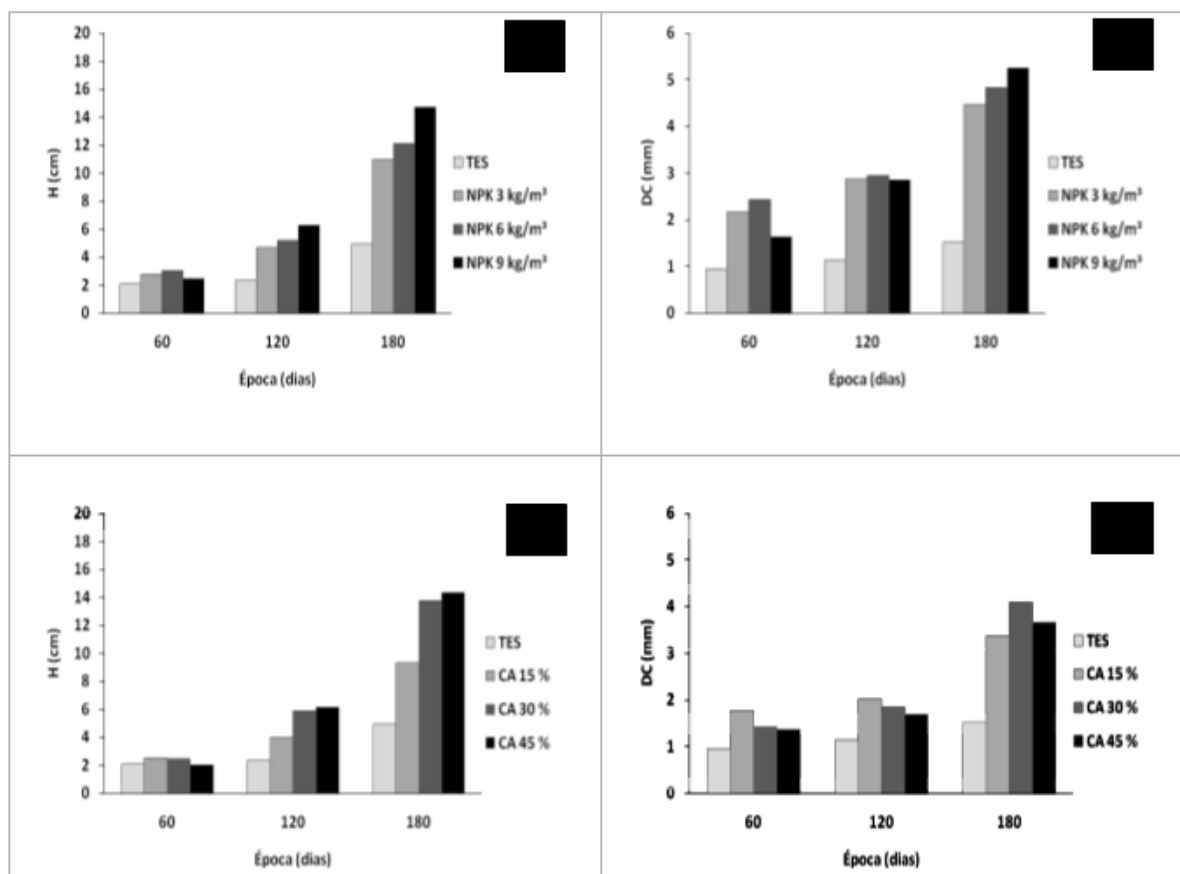 20
18
16
14
12
10
8
6
4
2
0
H (cm)
60 120 180
Época (dias)
TES
NPK 3 kg/m³
NPK 6 kg/m³
NPK 9 kg/m³
6
5
4
3
2
1
0
DC (mm)
60 120 180
Época (dias)
TES
NPK 3 kg/m³
NPK 6 kg/m³
NPK 9 kg/m³
20
18
16
14
12
10
8
6
4
2
0
H (cm)
60 120 180
Época (dias)
TES
CA 15 %
CA 30 %
CA 45 %
6
5
4
3
2
1
0
DC (mm)
60 120 180
Época (dias)
TES
CA 15 %
CA 30 %
CA 45 %